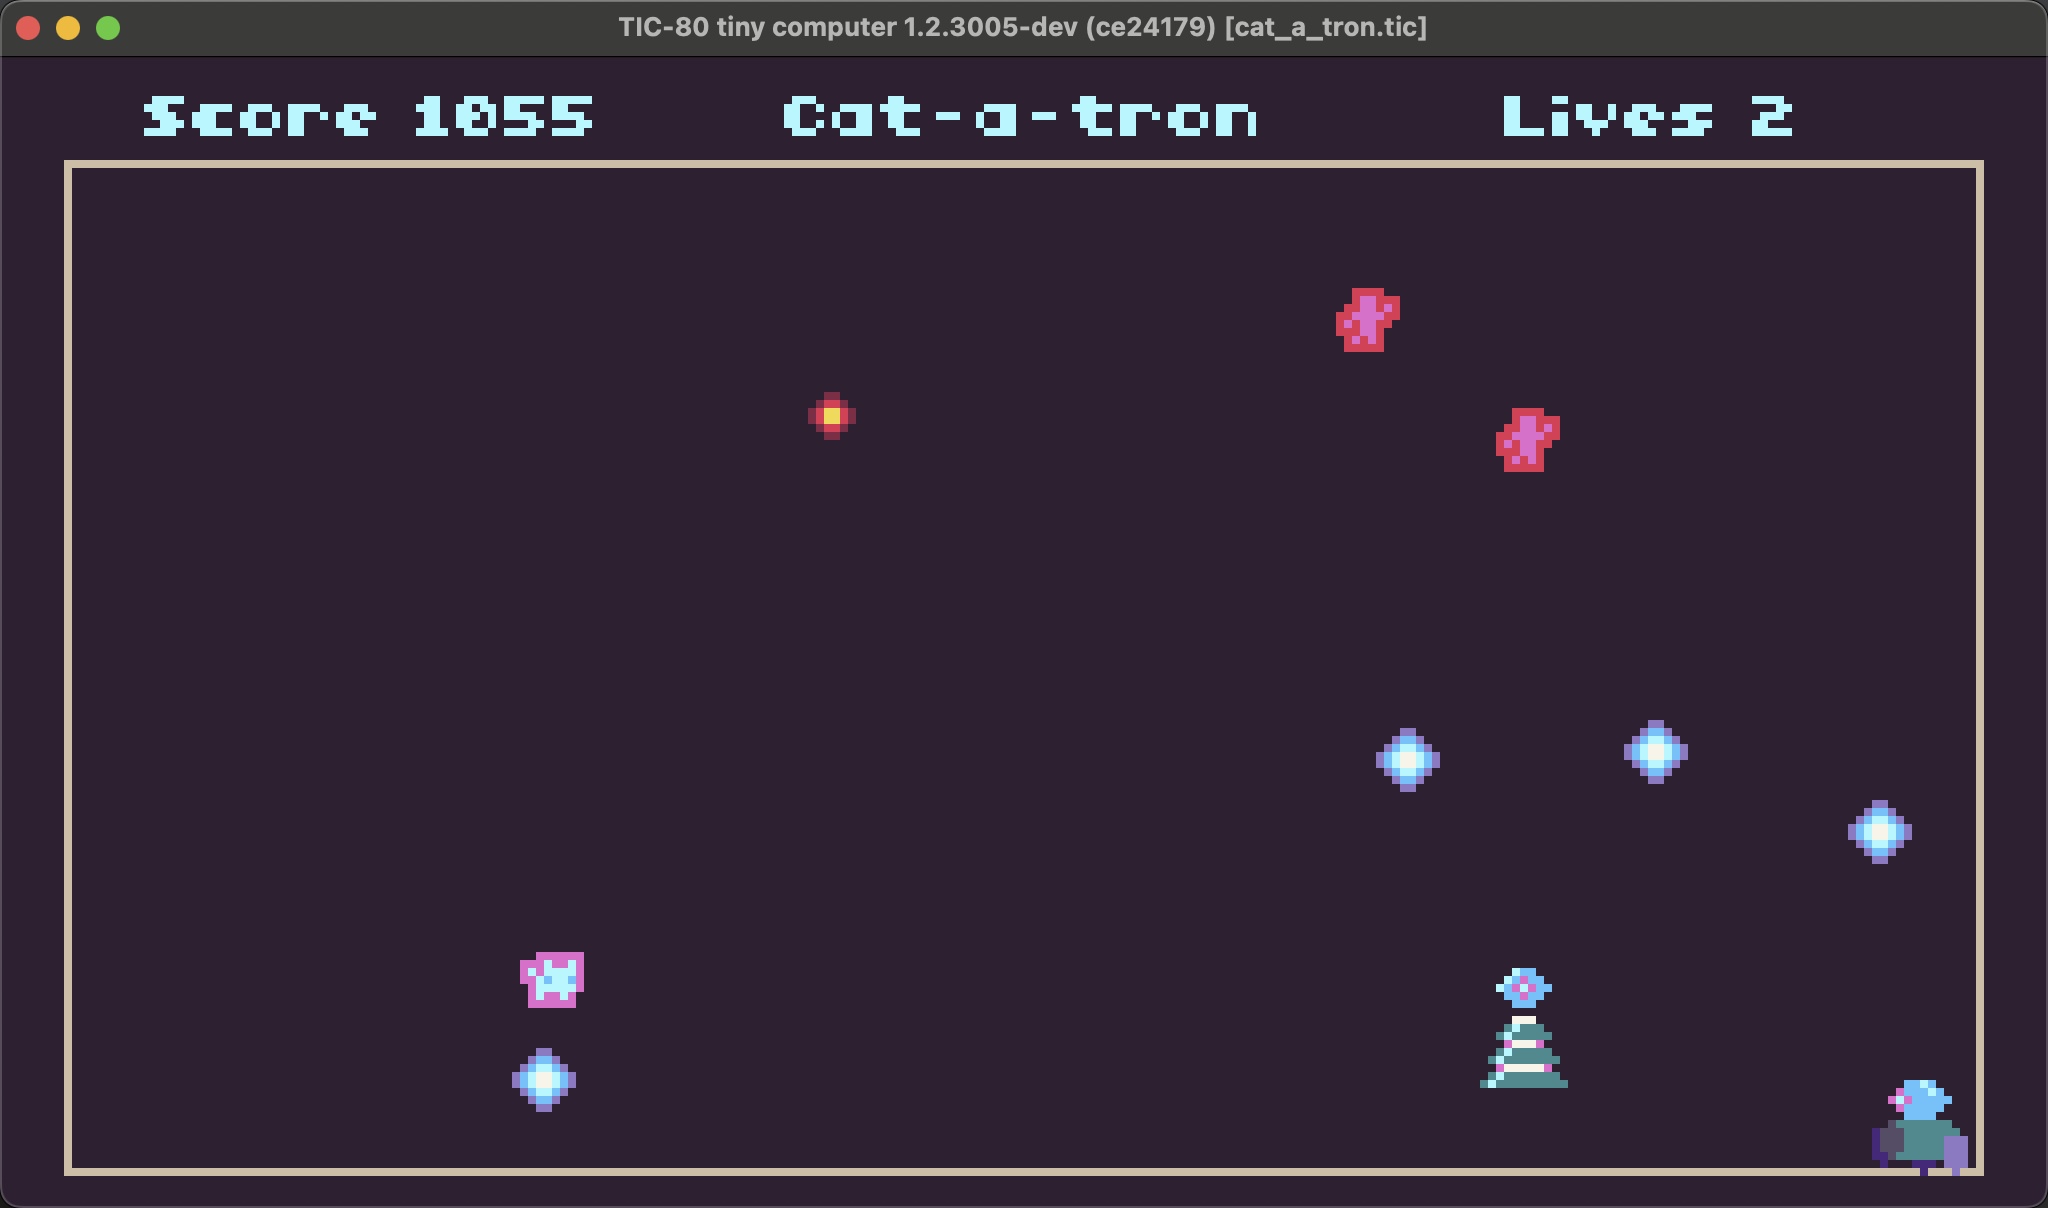 TIC-80 tiny computer 1.2.3005-dev (ce24179) [cat_a_tron.tic]
Score 1055 Cat-a-tron Lives 2